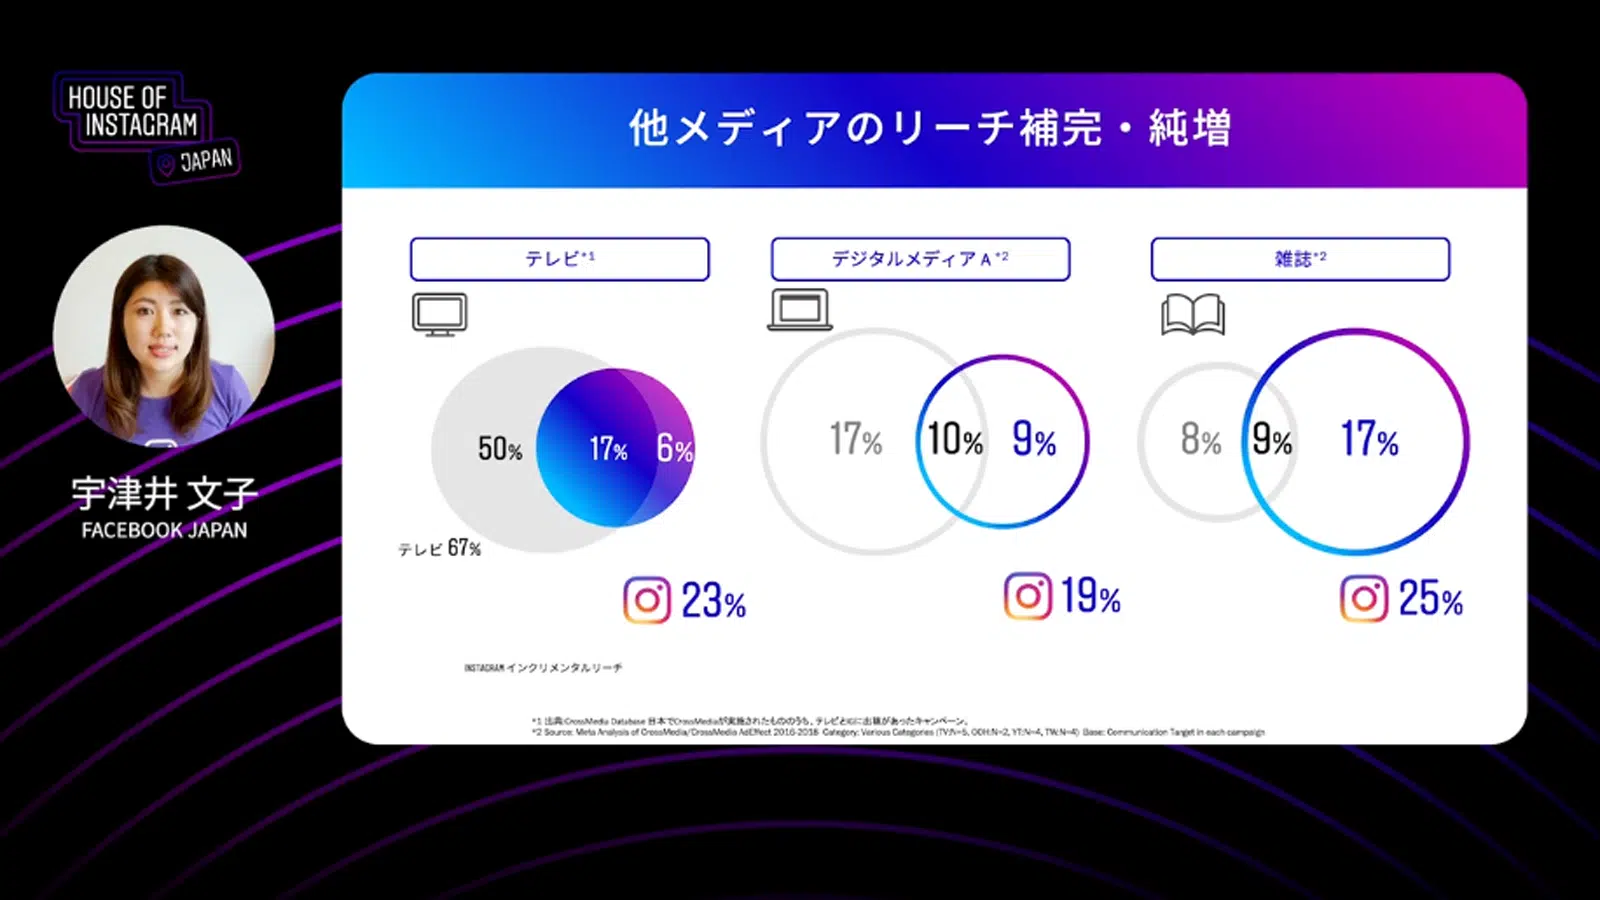 HOUSE OF
INSTAGRAM
JAPAN
宇津井 文子
FACEBOOK JAPAN
他メディアのリーチ補完・純増
テレビ*1
50% 17% 6%
テレビ 67%
23%
デジタルメディア A *2
17% 10% 9%
19%
雑誌*2
8% 9% 17%
25%
INSTAGRAM インクリメンタルリーチ
*1 出典:CrossMedia Database 日本でCrossMediaが実施されたもののうち、テレビとIGに出稿があったキャンペーン。
*2 Source: Meta Analysis of CrossMedia/CrossMedia AdEffect 2016-2018 Category: Various Categories (TV:N=5, OOH:N=2, YT:N=4, TW:N=4) Base: Communication Target in each campaign